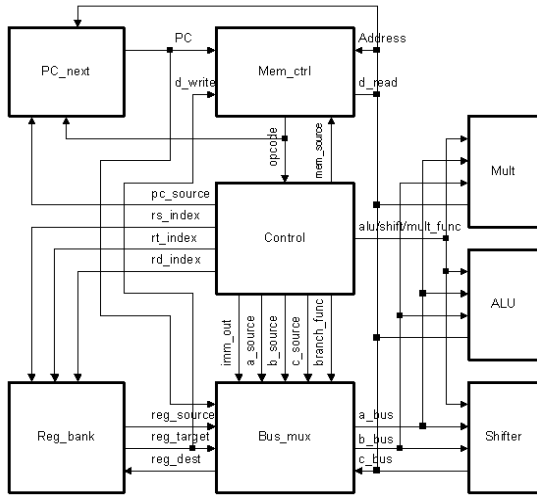 PC
Address
PC_next
Mem_ctrl
d_write
d_read
opcode
mem_source
Mult
pc_source
rs_index
rt_index
rd_index
Control
alu/shift/mult_func
ALU
imm_out
a_source
b_source
c_source
branch_func
reg_source
reg_target
reg_dest
Reg_bank
Bus_mux
a_bus
b_bus
c_bus
Shifter